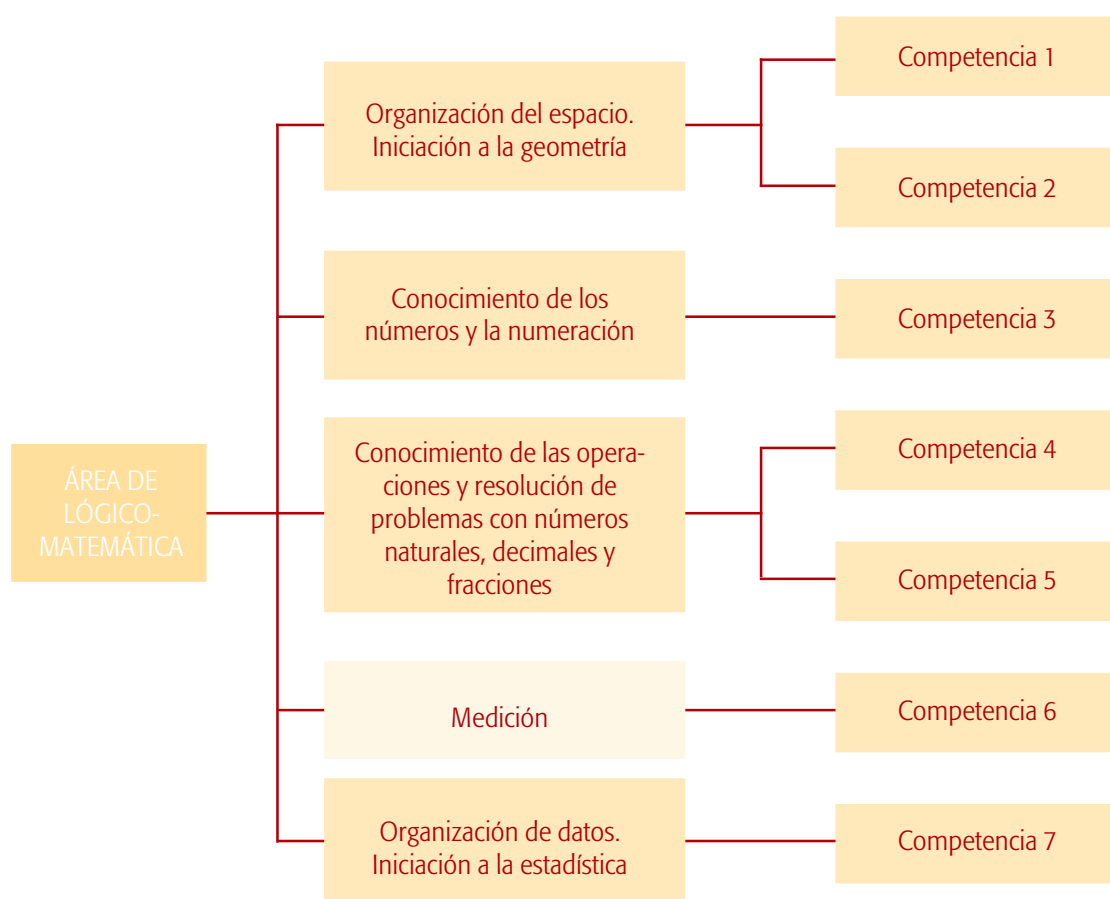 ÁREA DE
LÓGICO-
MATEMÁTICA
Organización del espacio.
Iniciación a la geometría
Competencia 1
Competencia 2
Conocimiento de los
números y la numeración
Competencia 3
Conocimiento de las opera-
ciones y resolución de
problemas con números
naturales, decimales y
fracciones
Competencia 4
Competencia 5
Medición
Competencia 6
Organización de datos.
Iniciación a la estadística
Competencia 7